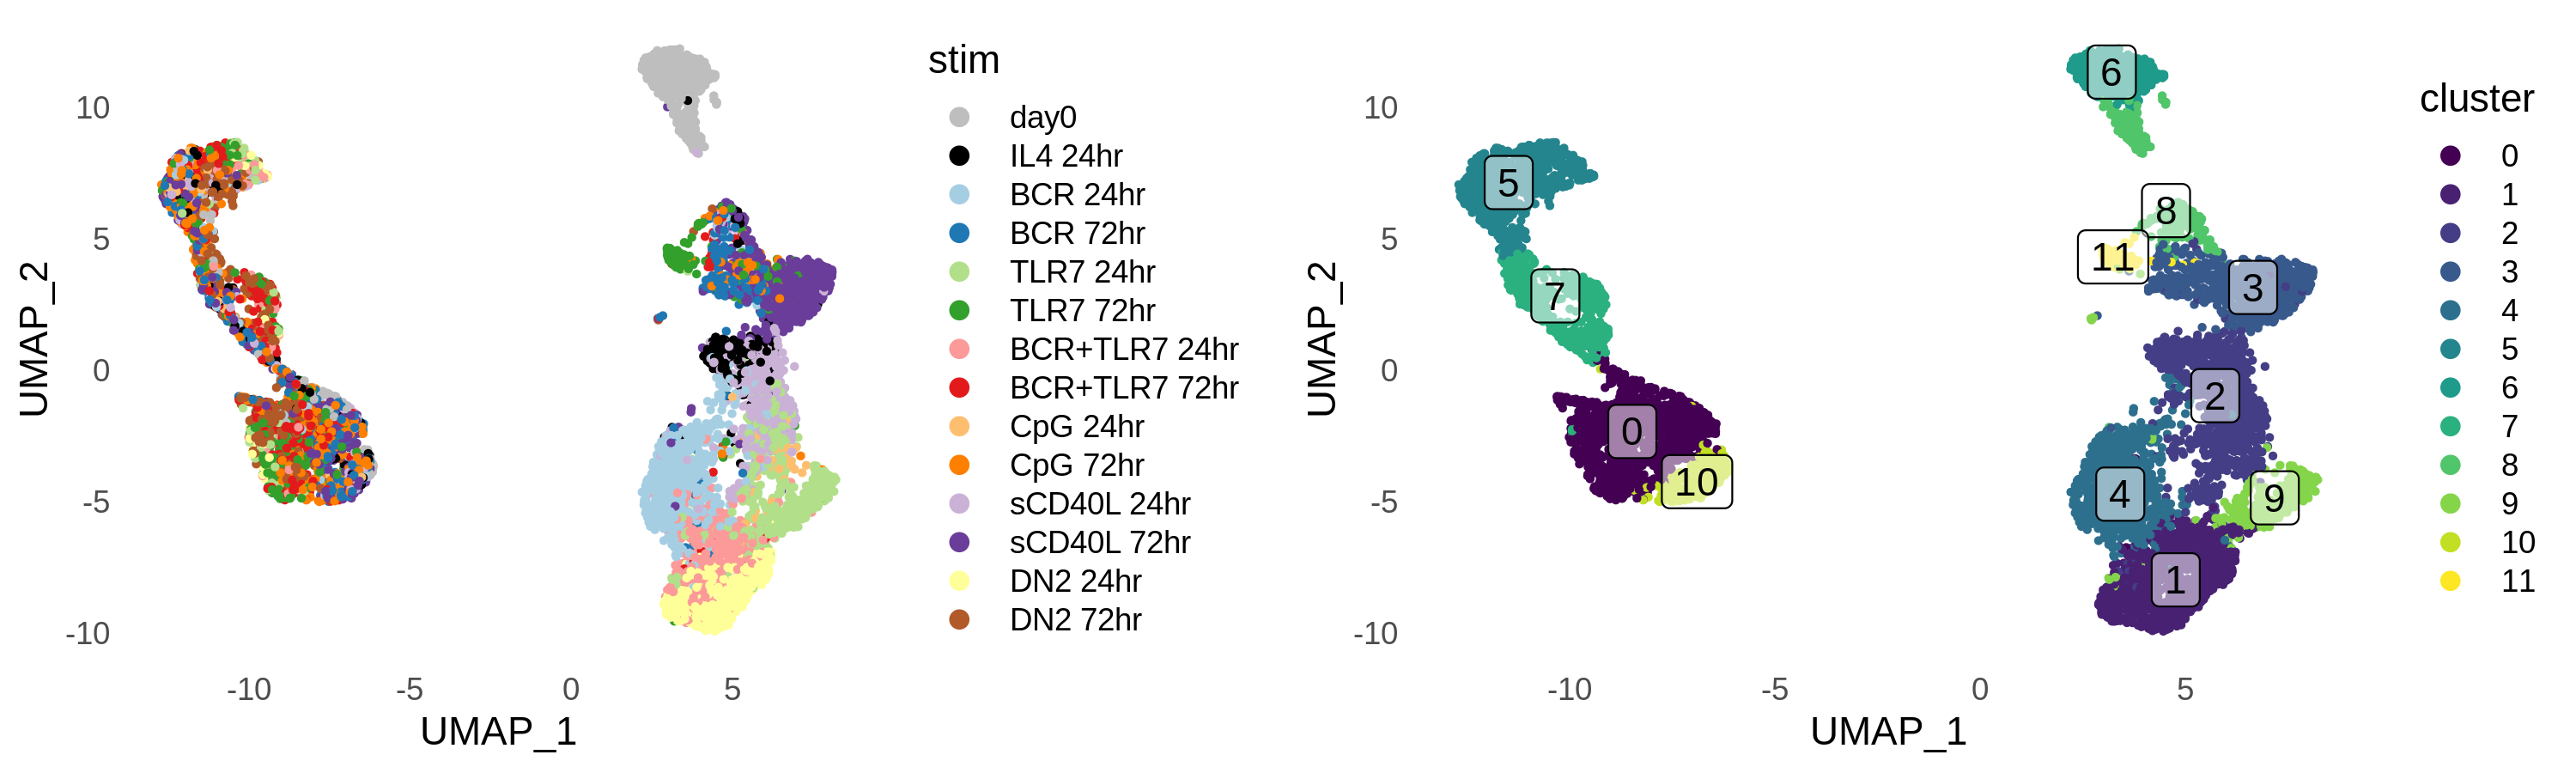 stim
day0
IL4 24hr
BCR 24hr
BCR 72hr
TLR7 24hr
TLR7 72hr
BCR+TLR7 24hr
BCR+TLR7 72hr
CpG 24hr
CpG 72hr
sCD40L 24hr
sCD40L 72hr
DN2 24hr
DN2 72hr
UMAP_2
10
5
0
-5
-10
-10
-5
0
5
UMAP_1
UMAP_2
10
5
0
-5
-10
-10
-5
0
5
UMAP_1
6
5
8
11
3
7
2
0
10
4
9
1
cluster
0
1
2
3
4
5
6
7
8
9
10
11